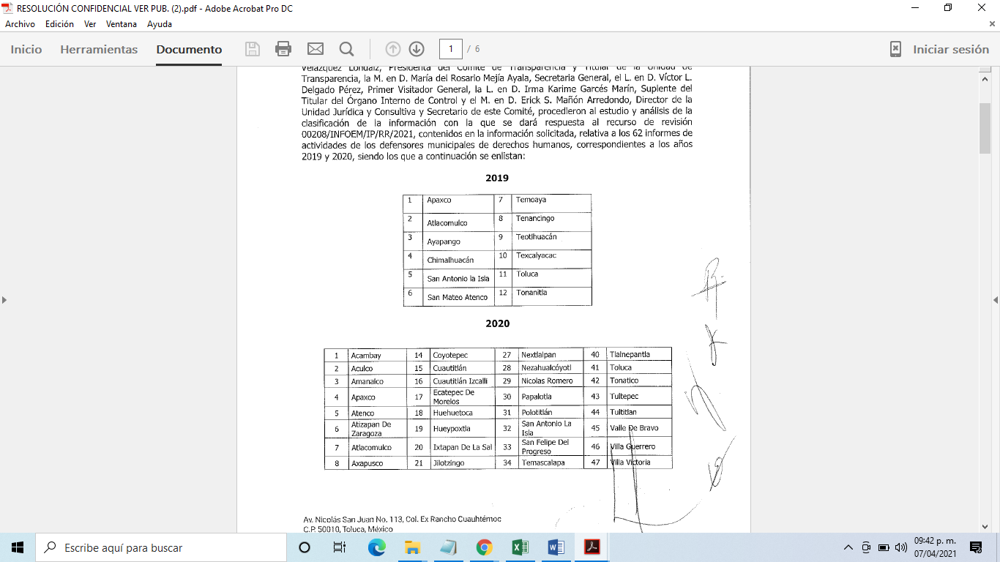 RESOLUCIÓN CONFIDENCIAL VER PUB. (2).pdf - Adobe Acrobat Pro DC
Archivo Edición Ver Ventana Ayuda
Inicio Herramientas Documento 1 / 6 Iniciar sesión
Velázquez Londaiz, Presidenta del Comité de Transparencia y Titular de la Unidad de
Transparencia, la M. en D. María del Rosario Mejía Ayala, Secretaria General, el L. en D. Víctor L.
Delgado Pérez, Primer Visitador General, la L. en D. Irma Karime Garcés Marín, Suplente del
Titular del Órgano Interno de Control y el M. en D. Erick S. Mañón Arredondo, Director de la
Unidad Jurídica y Consultiva y Secretario de este Comité, procedieron al estudio y análisis de la
clasificación de la información con la que se dará respuesta al recurso de revisión
00208/INFOEM/IP/RR/2021, contenidos en la información solicitada, relativa a los 62 informes de
actividades de los defensores municipales de derechos humanos, correspondientes a los años
2019 y 2020, siendo los que a continuación se enlistan:
2019
1 Apaxco 7 Temoaya
2 Atlacomulco 8 Tenancingo
3 Ayapango 9 Teotihuacán
4 Chimalhuacán 10 Texcalyacac
5 San Antonio la Isla 11 Toluca
6 San Mateo Atenco 12 Tonanitla
2020
1 Acambay 14 Coyotepec 27 Nextlalpan 40 Tlalnepantla
2 Aculco 15 Cuautitlán 28 Nezahualcóyotl 41 Toluca
3 Amanalco 16 Cuautitlán Izcalli 29 Nicolas Romero 42 Tonatico
4 Apaxco 17 Ecatepec De Morelos 30 Papalotla 43 Tultepec
5 Atenco 18 Huehuetoca 31 Polotitlán 44 Tultitlan
6 Atizapan De Zaragoza 19 Hueypoxtla 32 San Antonio La Isla 45 Valle De Bravo
7 Atlacomulco 20 Ixtapan De La Sal 33 San Felipe Del Progreso 46 Villa Guerrero
8 Axapusco 21 Jilotzingo 34 Temascalapa 47 Villa Victoria
Av. Nicolás San Juan No. 113, Col. Ex Rancho Cuauhtémoc
C.P. 50010, Toluca, México
Escribe aquí para buscar
09:42 p. m.
07/04/2021